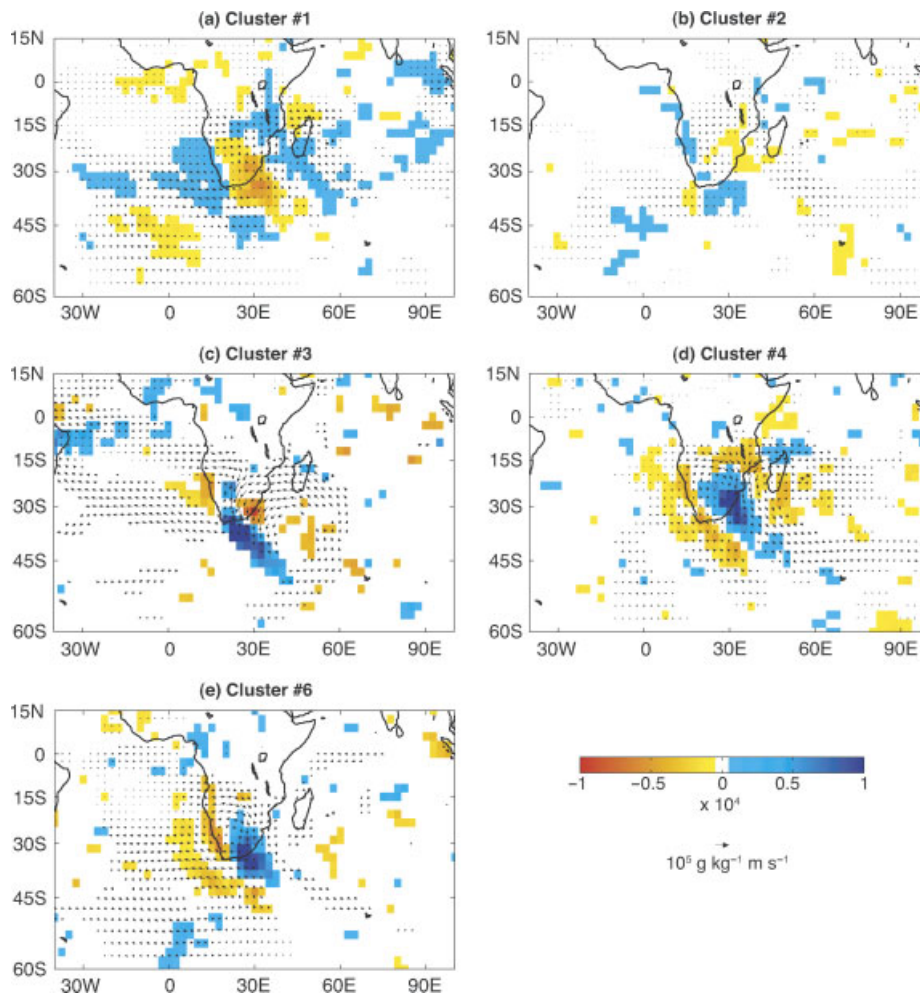 (a) Cluster #1
(b) Cluster #2
15N
0
15S
30S
45S
60S
30W 0 30E 60E 90E
15N
0
15S
30S
45S
60S
30W 0 30E 60E 90E
(c) Cluster #3
(d) Cluster #4
15N
0
15S
30S
45S
60S
30W 0 30E 60E 90E
15N
0
15S
30S
45S
60S
30W 0 30E 60E 90E
(e) Cluster #6
15N
0
15S
30S
45S
60S
30W 0 30E 60E 90E
−1 −0.5 0 0.5 1
x 10⁴
10⁵ g kg⁻¹ m s⁻¹